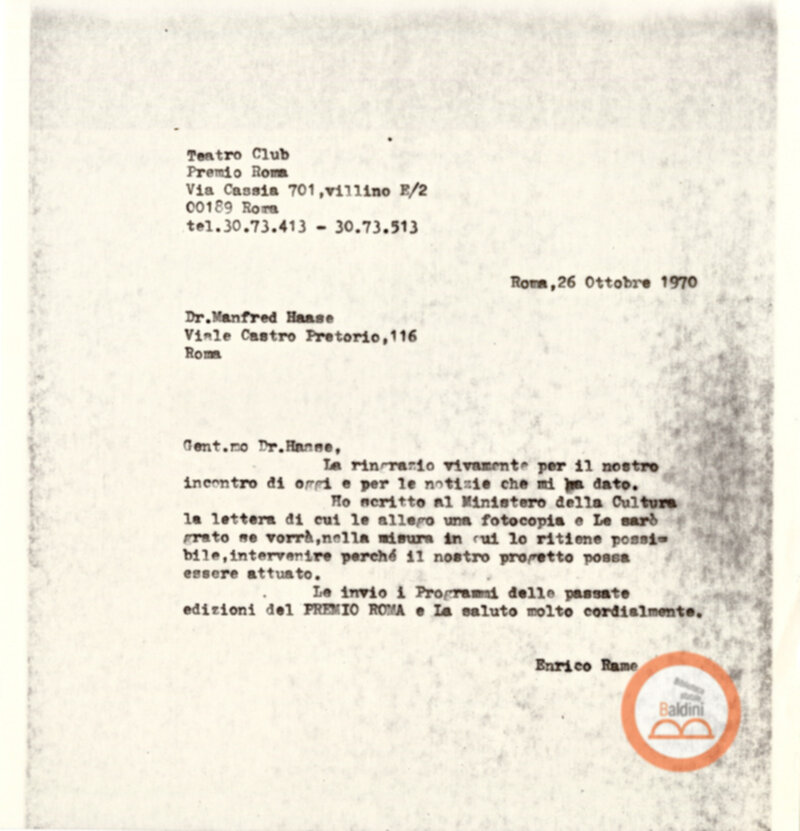 Teatro Club
Premio Roma
Via Cassia 701,villino E/2
00189 Roma
tel.30.73.413 - 30.73.513
Roma,26 Ottobre 1970
Dr.Manfred Haase
Viale Castro Pretorio,116
Roma
Gent.mo Dr.Haase,
La ringrazio vivamente per il nostro
incontro di oggi e per le notizie che mi ha dato.
Ho scritto al Ministero della Cultura
la lettera di cui le allego una fotocopia e Le sarò
grato se vorrà,nella misura in cui lo ritiene possi=
bile,intervenire perché il nostro progetto possa
essere attuato.
Le invio i Programmi delle passate
edizioni del PREMIO ROMA e La saluto molto cordialmente.
Enrico Rame
Biblioteca
statale
Baldini